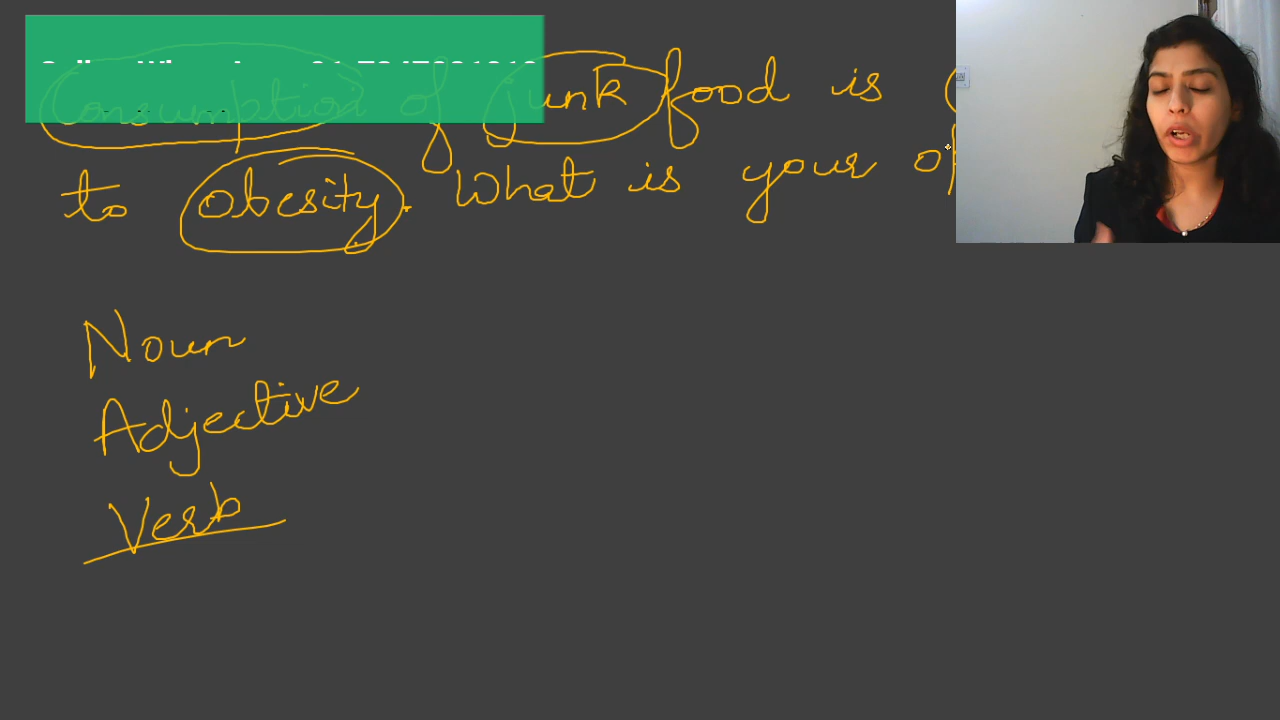 Consumption of junk food is
to obesity. What is your
Noun
Adjective
Verb